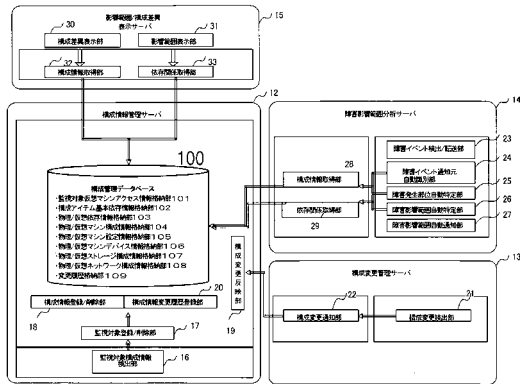 影響範囲/構成差異
表示サーバ
15
30
31
構成差異表示部
影響範囲表示部
32
33
構成情報取得部
依存関係取得部
12
構成情報管理サーバ
100
構成管理データベース
・監視対象仮想マシンアクセス情報格納部101
・構成アイテム基本依存情報格納部102
・物理/仮想依存情報格納部103
・物理/仮想マシン構成情報格納部104
・物理/仮想マシン設定情報格納部105
・物理/仮想マシンデバイス情報格納部106
・物理/仮想ストレージ構成情報格納部107
・物理/仮想ネットワーク構成情報格納部108
・変更履歴格納部109
20
構成情報登録/削除部
構成情報変更履歴登録部
18
17
監視対象登録/削除部
16
監視対象構成情報
検出部
構成変更反映部
19
14
障害影響範囲分析サーバ
28
構成情報取得部
依存関係取得部
29
障害イベント検出/転送部
23
障害イベント通知元
自動識別部
24
障害発生部位自動特定部
25
障害影響範囲自動特定部
26
障害影響範囲自動通知部
27
13
構成変更管理サーバ
22
構成変更通知部
21
構成変更検出部